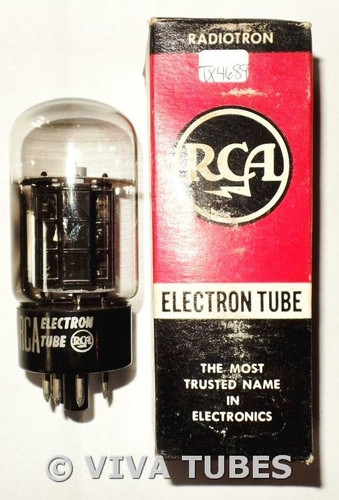 RADIOTRON
TX4689
RCA
ELECTRON TUBE
THE MOST
TRUSTED NAME
IN
ELECTRONICS
RCA ELECTRON
TUBE RCA
© VIVA TUBES